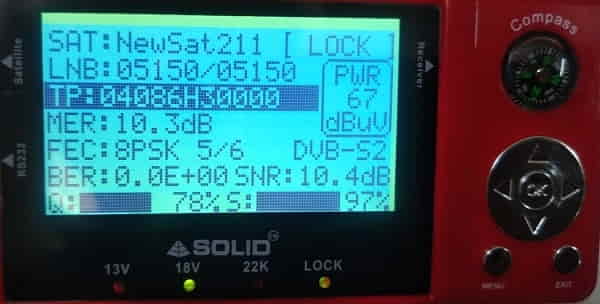 SAT:NewSat211 [ LOCK ]
LNB:05150/05150
PWR
67
dBuV
TP:04086H30000
MER:10.3dB
FEC:8PSK 5/6 DVB-S2
BER:0.0E+00 SNR:10.4dB
Q: 78% S: 97%
SOLID
13V 18V 22K LOCK
Satellite
RS232
Receiver
Compass
OK
MENU EXIT